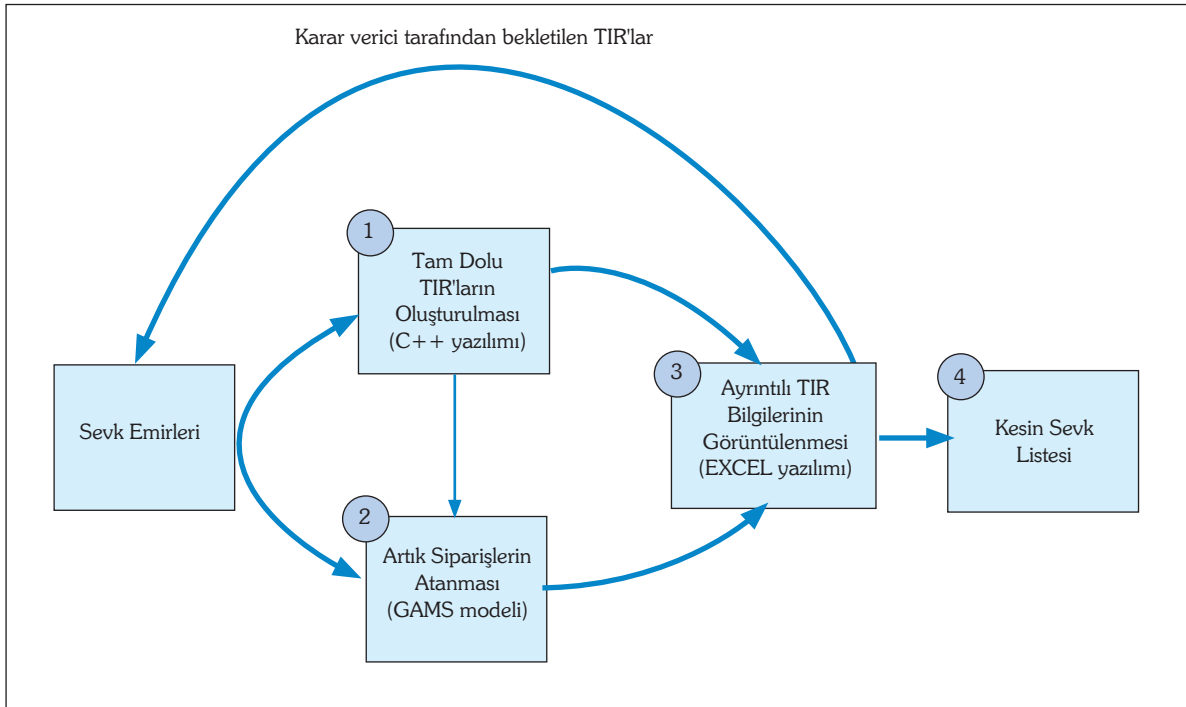 Karar verici tarafından bekletilen TIR'lar
1
Tam Dolu
TIR'ların
Oluşturulması
(C++ yazılımı)
Sevk Emirleri
2
Artık Siparişlerin
Atanması
(GAMS modeli)
3
Ayrıntılı TIR
Bilgilerinin
Görüntülenmesi
(EXCEL yazılımı)
4
Kesin Sevk
Listesi